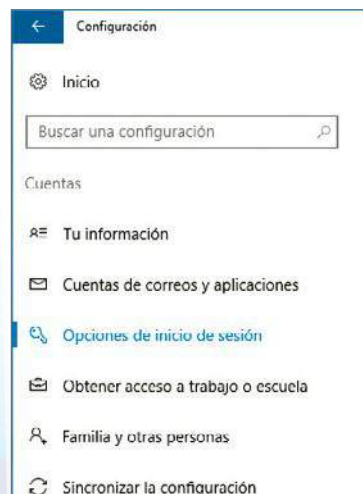 Configuración
Inicio
Buscar una configuración
Cuentas
Tu información
Cuentas de correos y aplicaciones
Opciones de inicio de sesión
Obtener acceso a trabajo o escuela
Familia y otras personas
Sincronizar la configuración